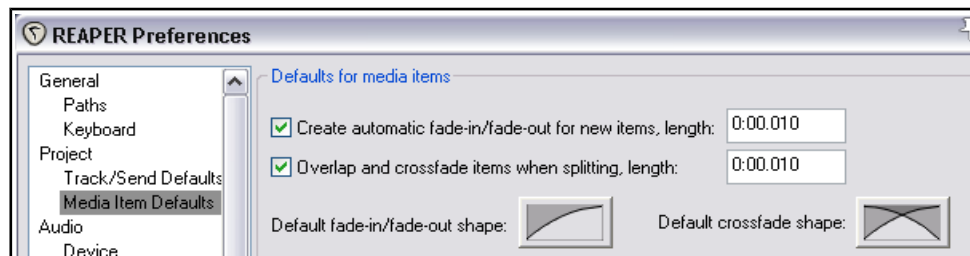 REAPER Preferences
General
Paths
Keyboard
Project
Track/Send Defaults
Media Item Defaults
Audio
Device
Defaults for media items
Create automatic fade-in/fade-out for new items, length: 0:00.010
Overlap and crossfade items when splitting, length: 0:00.010
Default fade-in/fade-out shape: Default crossfade shape: